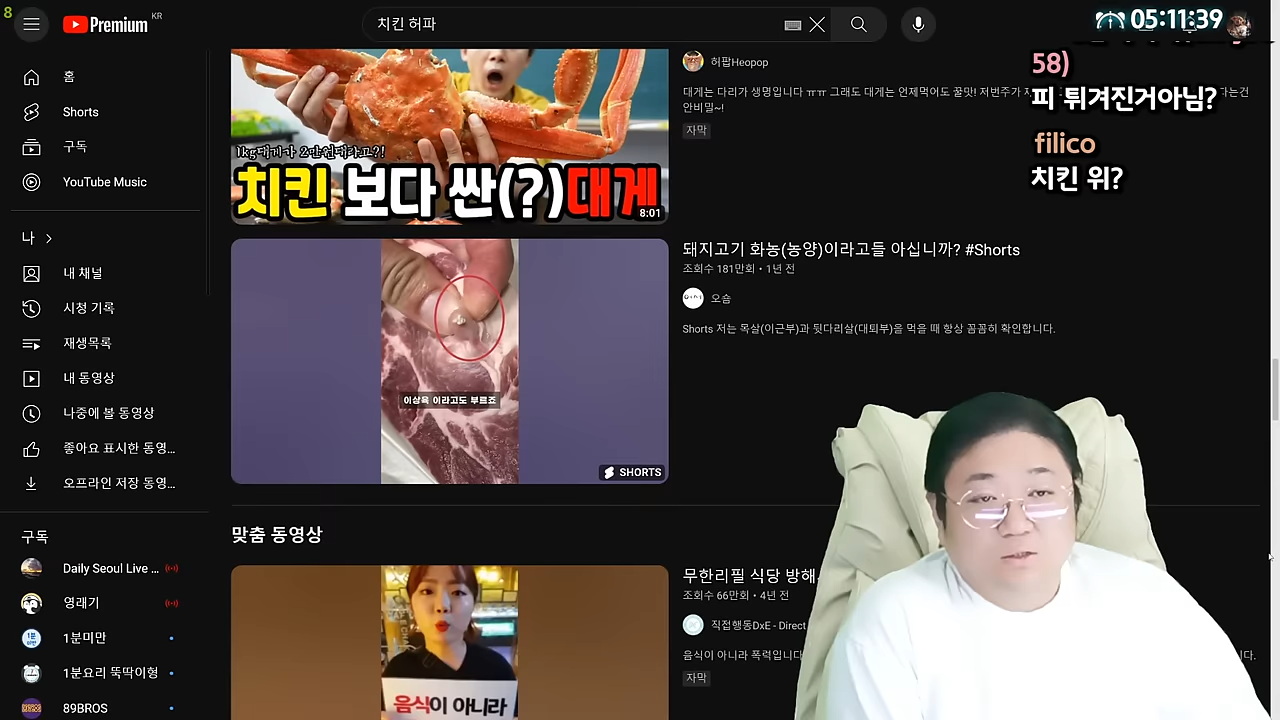 8
Premium KR
치킨 허파
05:11:39
58)
피 튀겨진거아님?
filico
치킨 위?
홈
Shorts
구독
YouTube Music
나
내 채널
시청 기록
재생목록
내 동영상
나중에 볼 동영상
좋아요 표시한 동영...
오프라인 저장 동영...
구독
Daily Seoul Live ...
영래기
1분미만
1분요리 뚝딱이형
89BROS
1kg대게가 2만원대라고?!
치킨 보다 싼(?)대게
8:01
허팝Heopop
대게는 다리가 생명입니다 ㅠㅠ 그래도 대게는 언제먹어도 꿀맛! 저번주가
안비밀~!
자막
이상육 이라고도 부르죠
SHORTS
돼지고기 화농(농양)이라고들 아십니까? #Shorts
조회수 181만회 • 1년 전
오숨
Shorts 저는 목살(이근부)과 뒷다리살(대퇴부)을 먹을 때 항상 꼼꼼히 확인합니다.
맞춤 동영상
음식이 아니라
무한리필 식당 방해
조회수 66만회 • 4년 전
직접행동DxE - Direct
음식이 아니라 폭력입니다
자막